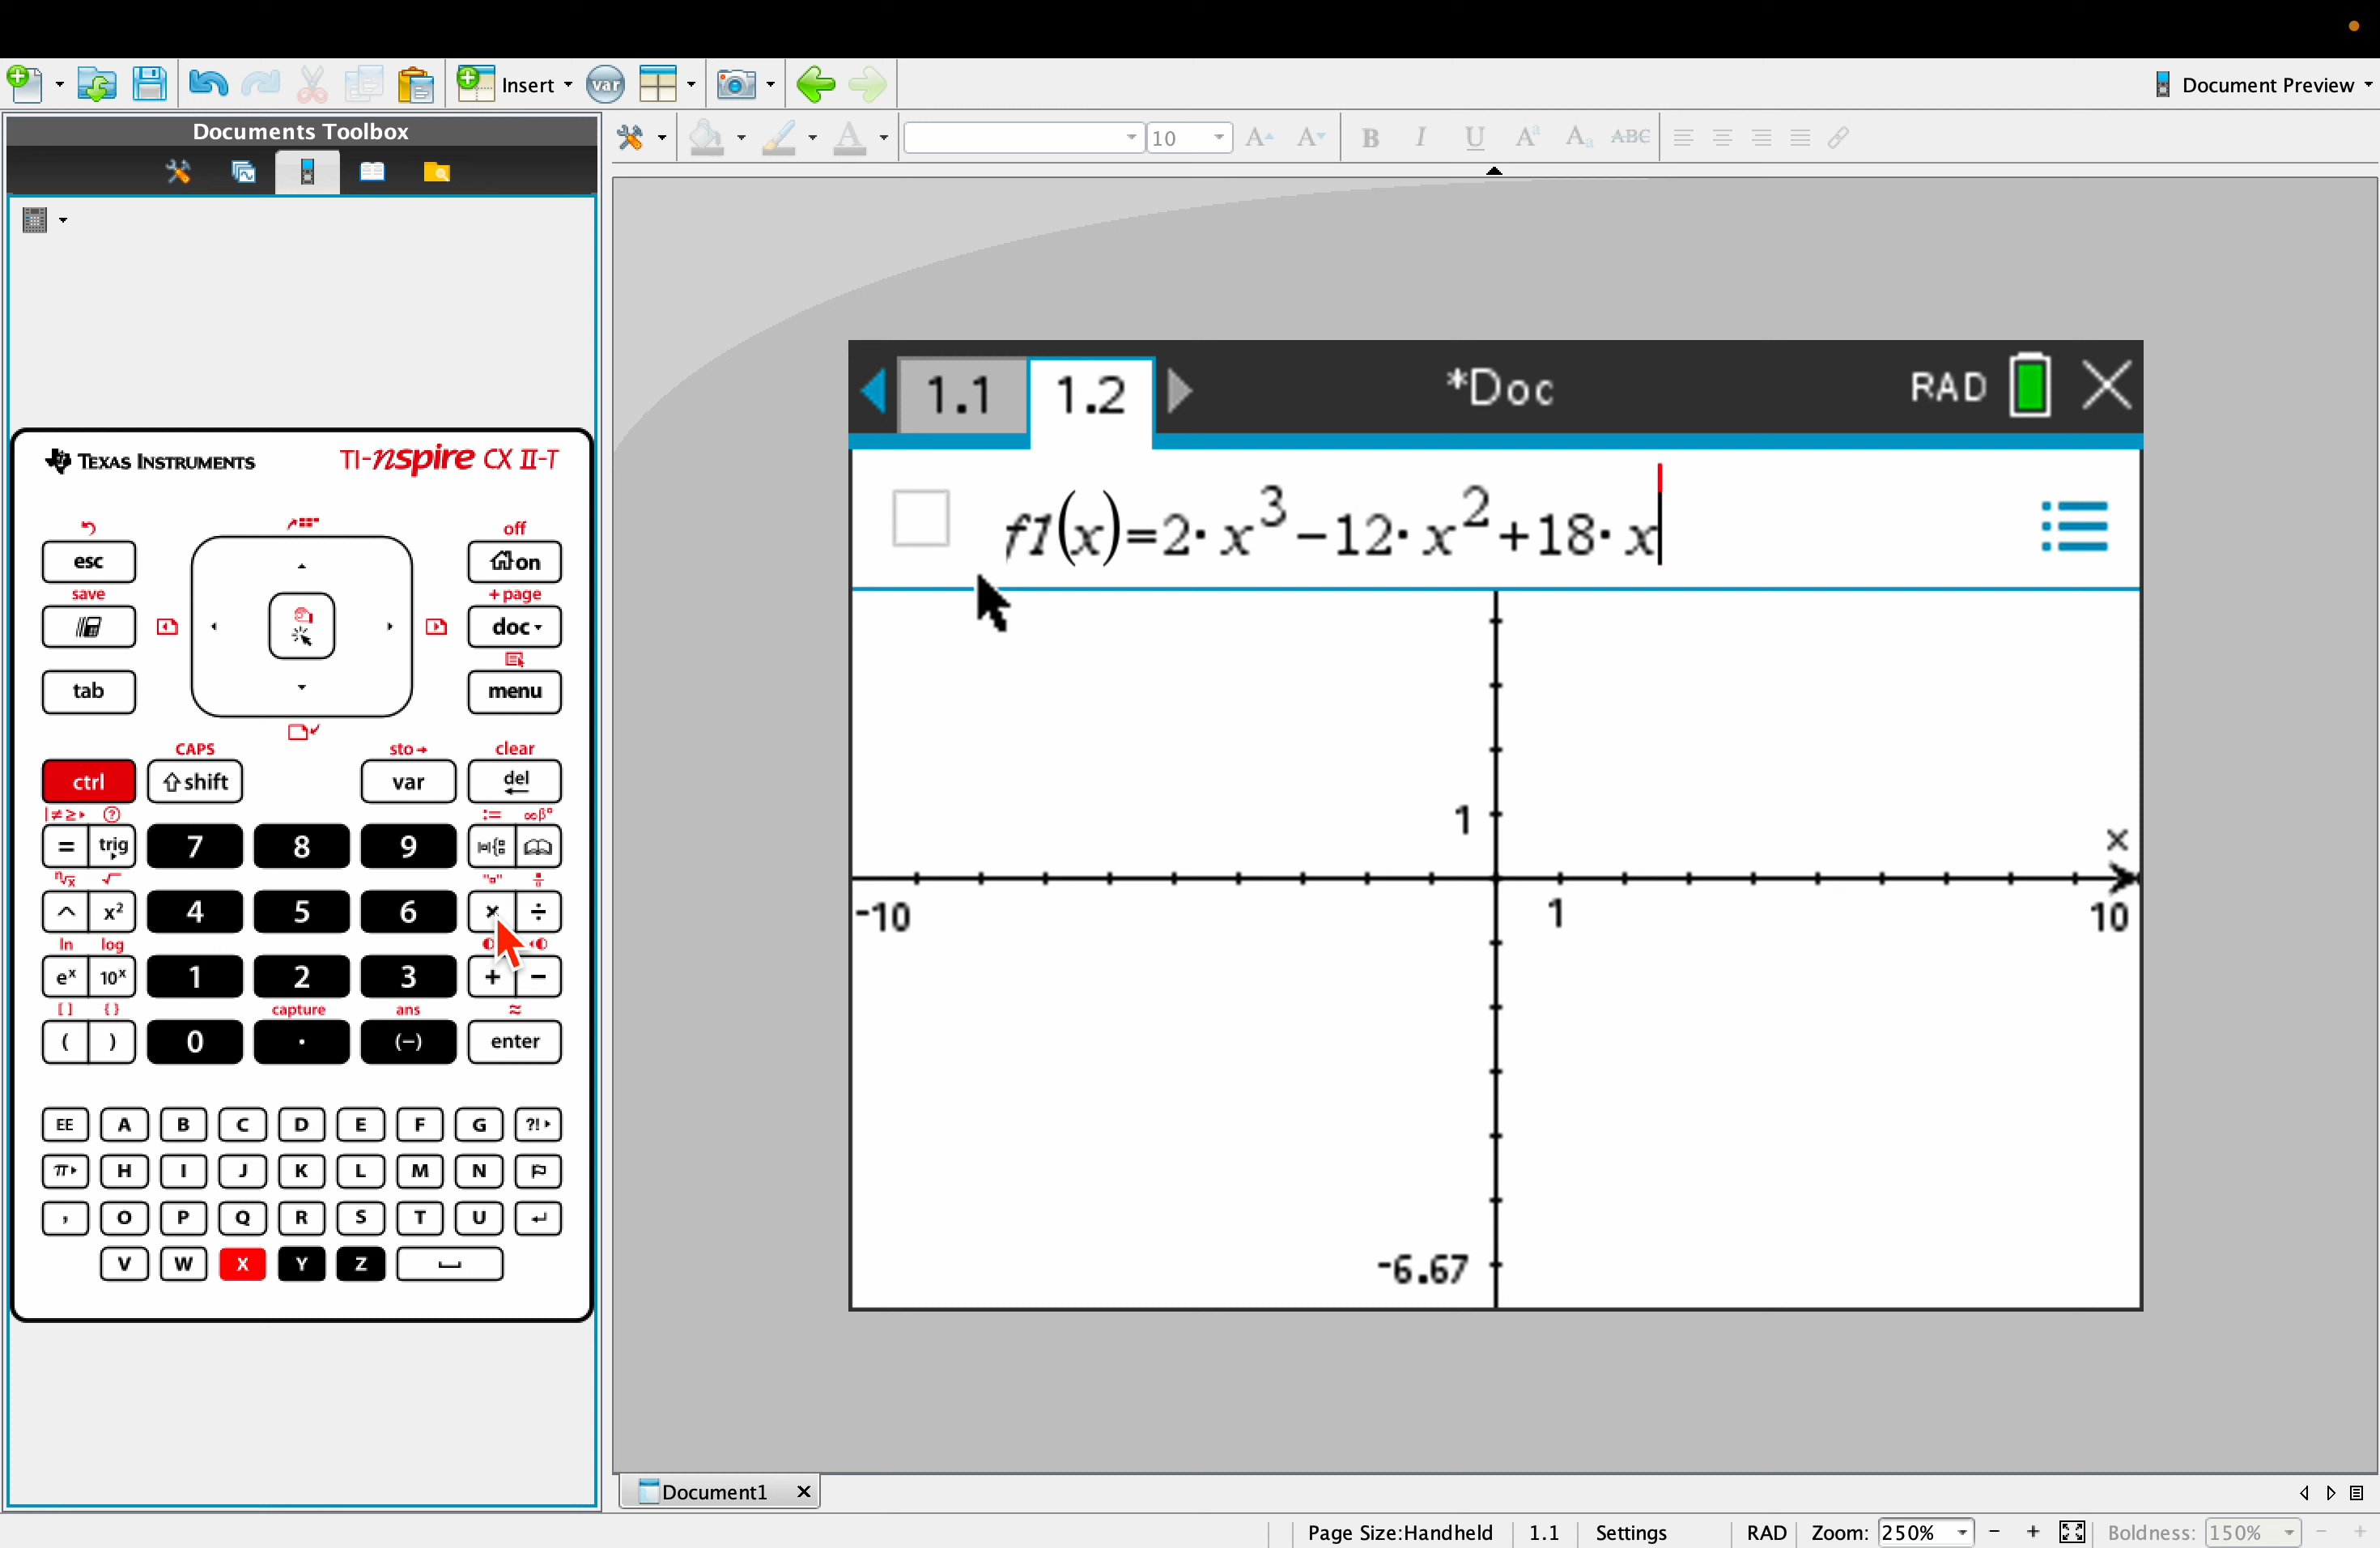 Insert
Document Preview
Documents Toolbox
10
B I U A A ABC
TEXAS INSTRUMENTS
TI-nspire CX II-T
off
esc
on
save
+ page
doc
tab
menu
CAPS sto→ clear
ctrl shift var del
= trig 7 8 9
^ x² 4 5 6 × ÷
ln log
eˣ 10ˣ 1 2 3 + −
[ ] { } capture ans ≈
( ) 0 . (−) enter
EE A B C D E F G ?!
π H I J K L M N
, O P Q R S T U
V W X Y Z
1.1 1.2 *Doc RAD
f1(x)=2·x³−12·x²+18·x
1
x
-10
1
10
-6.67
Document1
Page Size:Handheld 1.1 Settings RAD Zoom: 250% Boldness: 150%